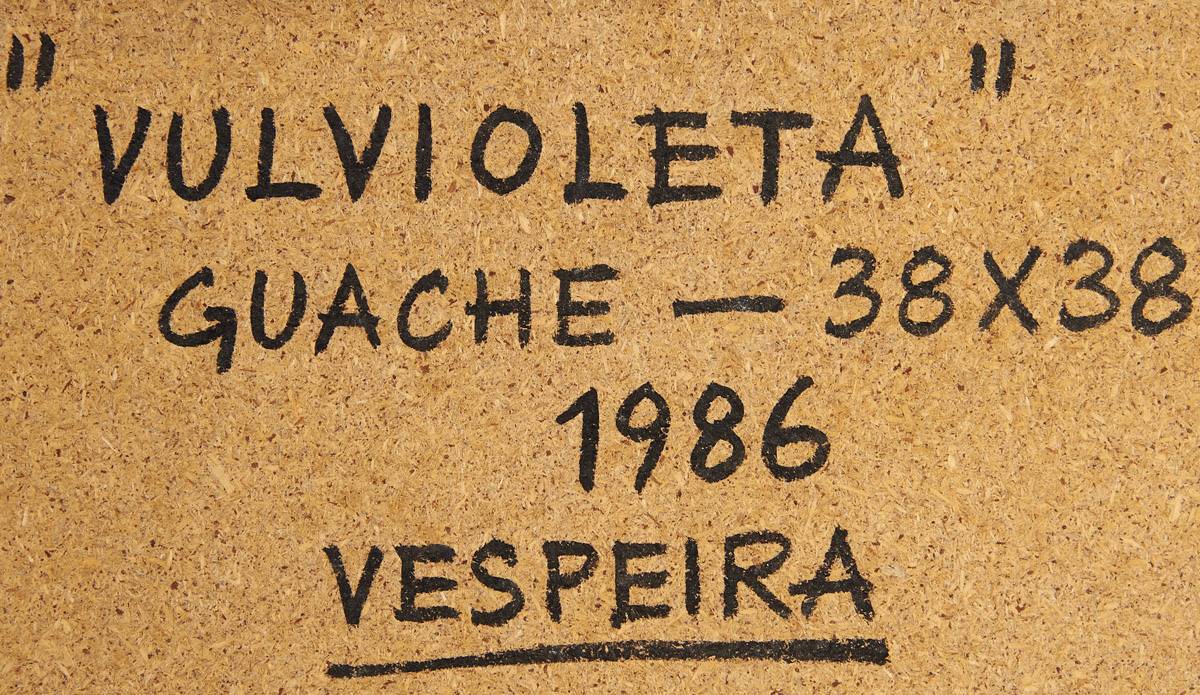 "VULVIOLETA"
GUACHE — 38X38
1986
VESPEIRA